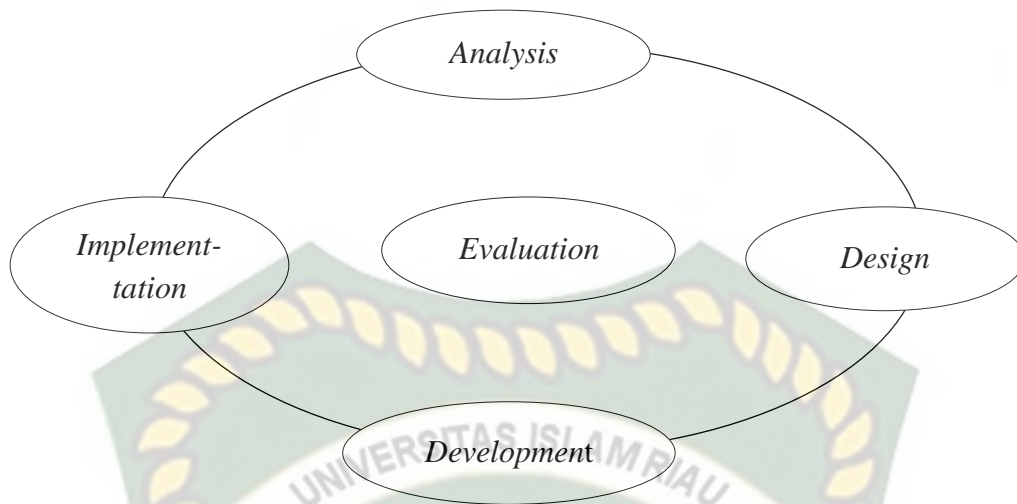 Analysis
Implement-
tation
Evaluation
Design
Development
UNIVERSITAS ISLAM RIAU